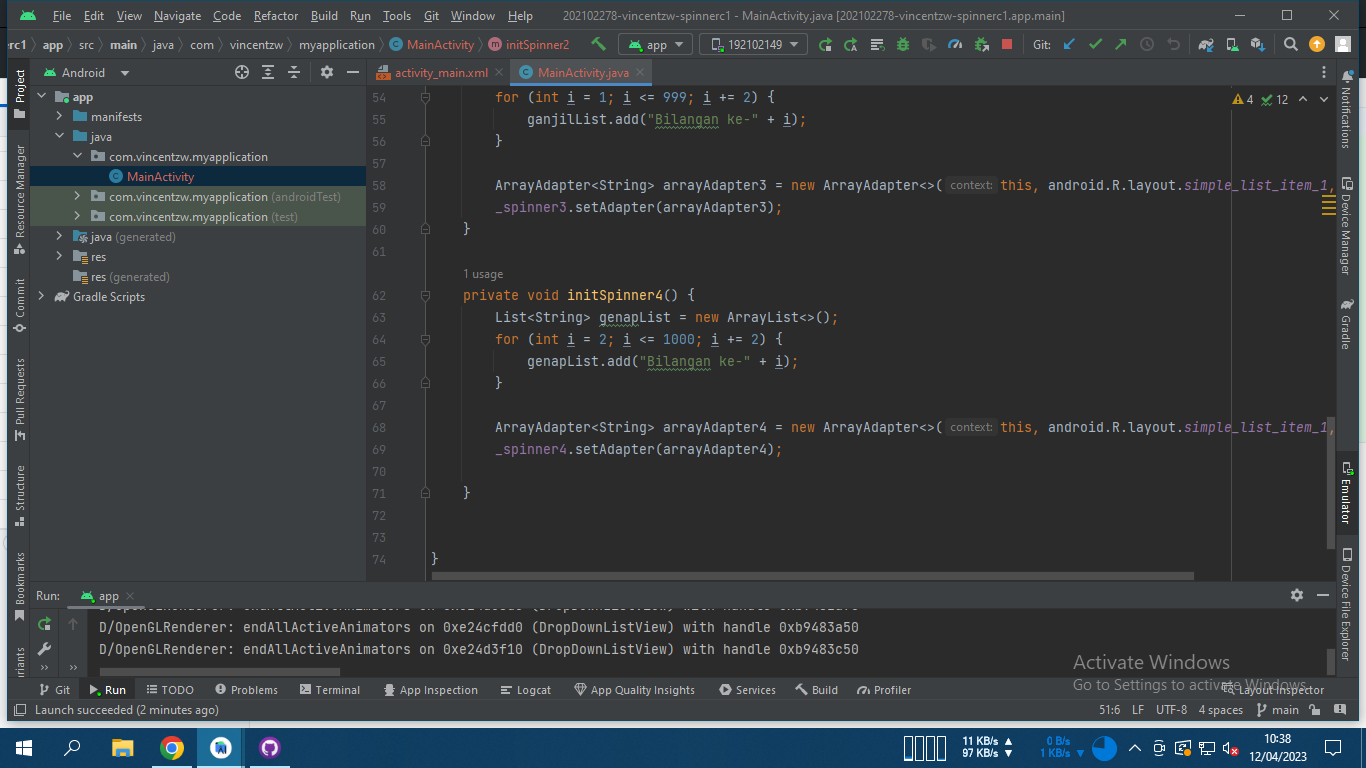 File Edit View Navigate Code Refactor Build Run Tools Git Window Help 202102278-vincentzw-spinnerc1 - MainActivity.java [202102278-vincentzw-spinnerc1.app.main]
rc1 app src main java com vincentzw myapplication MainActivity initSpinner2 app 192102149 Git:
Android
activity_main.xml
MainActivity.java
Project
Resource Manager
Commit
Pull Requests
Structure
Bookmarks
riants
app
manifests
java
com.vincentzw.myapplication
MainActivity
com.vincentzw.myapplication (androidTest)
com.vincentzw.myapplication (test)
java (generated)
res
res (generated)
Gradle Scripts
4 12
54 for (int i = 1; i <= 999; i += 2) {
55 ganjilList.add("Bilangan ke-" + i);
56 }
57
58 ArrayAdapter<String> arrayAdapter3 = new ArrayAdapter<>( context: this, android.R.layout.simple_list_item_1,
59 _spinner3.setAdapter(arrayAdapter3);
60 }
61
1 usage
62 private void initSpinner4() {
63 List<String> genapList = new ArrayList<>();
64 for (int i = 2; i <= 1000; i += 2) {
65 genapList.add("Bilangan ke-" + i);
66 }
67
68 ArrayAdapter<String> arrayAdapter4 = new ArrayAdapter<>( context: this, android.R.layout.simple_list_item_1,
69 _spinner4.setAdapter(arrayAdapter4);
70
71 }
72
73
74 }
Notifications
Device Manager
Gradle
Emulator
Device File Explorer
Run: app
D/OpenGLRenderer: endAllActiveAnimators on 0xe24cfdd0 (DropDownListView) with handle 0xb9483a50
D/OpenGLRenderer: endAllActiveAnimators on 0xe24d3f10 (DropDownListView) with handle 0xb9483c50
Activate Windows
Go to Settings to activate Windows.
Git Run TODO Problems Terminal App Inspection Logcat App Quality Insights Services Build Profiler Layout Inspector
Launch succeeded (2 minutes ago) 51:6 LF UTF-8 4 spaces main
11 KB/s 0 B/s 10:38
97 KB/s 1 KB/s 12/04/2023